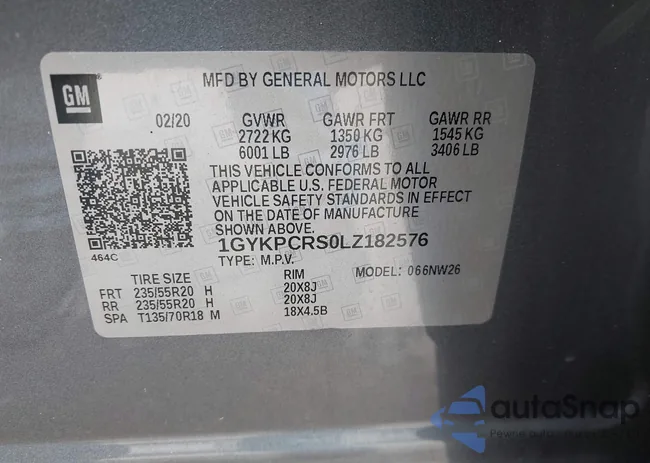 GM
MFD BY GENERAL MOTORS LLC
02/20 GVWR GAWR FRT GAWR RR
2722 KG 1350 KG 1545 KG
6001 LB 2976 LB 3406 LB
THIS VEHICLE CONFORMS TO ALL
APPLICABLE U.S. FEDERAL MOTOR
VEHICLE SAFETY STANDARDS IN EFFECT
ON THE DATE OF MANUFACTURE
SHOWN ABOVE.
464C 1GYKPCRS0LZ182576
TYPE: M.P.V. MODEL: 066NW26
TIRE SIZE RIM
FRT 235/55R20 H 20X8J
RR 235/55R20 H 20X8J
SPA T135/70R18 M 18X4.5B
autoSnap